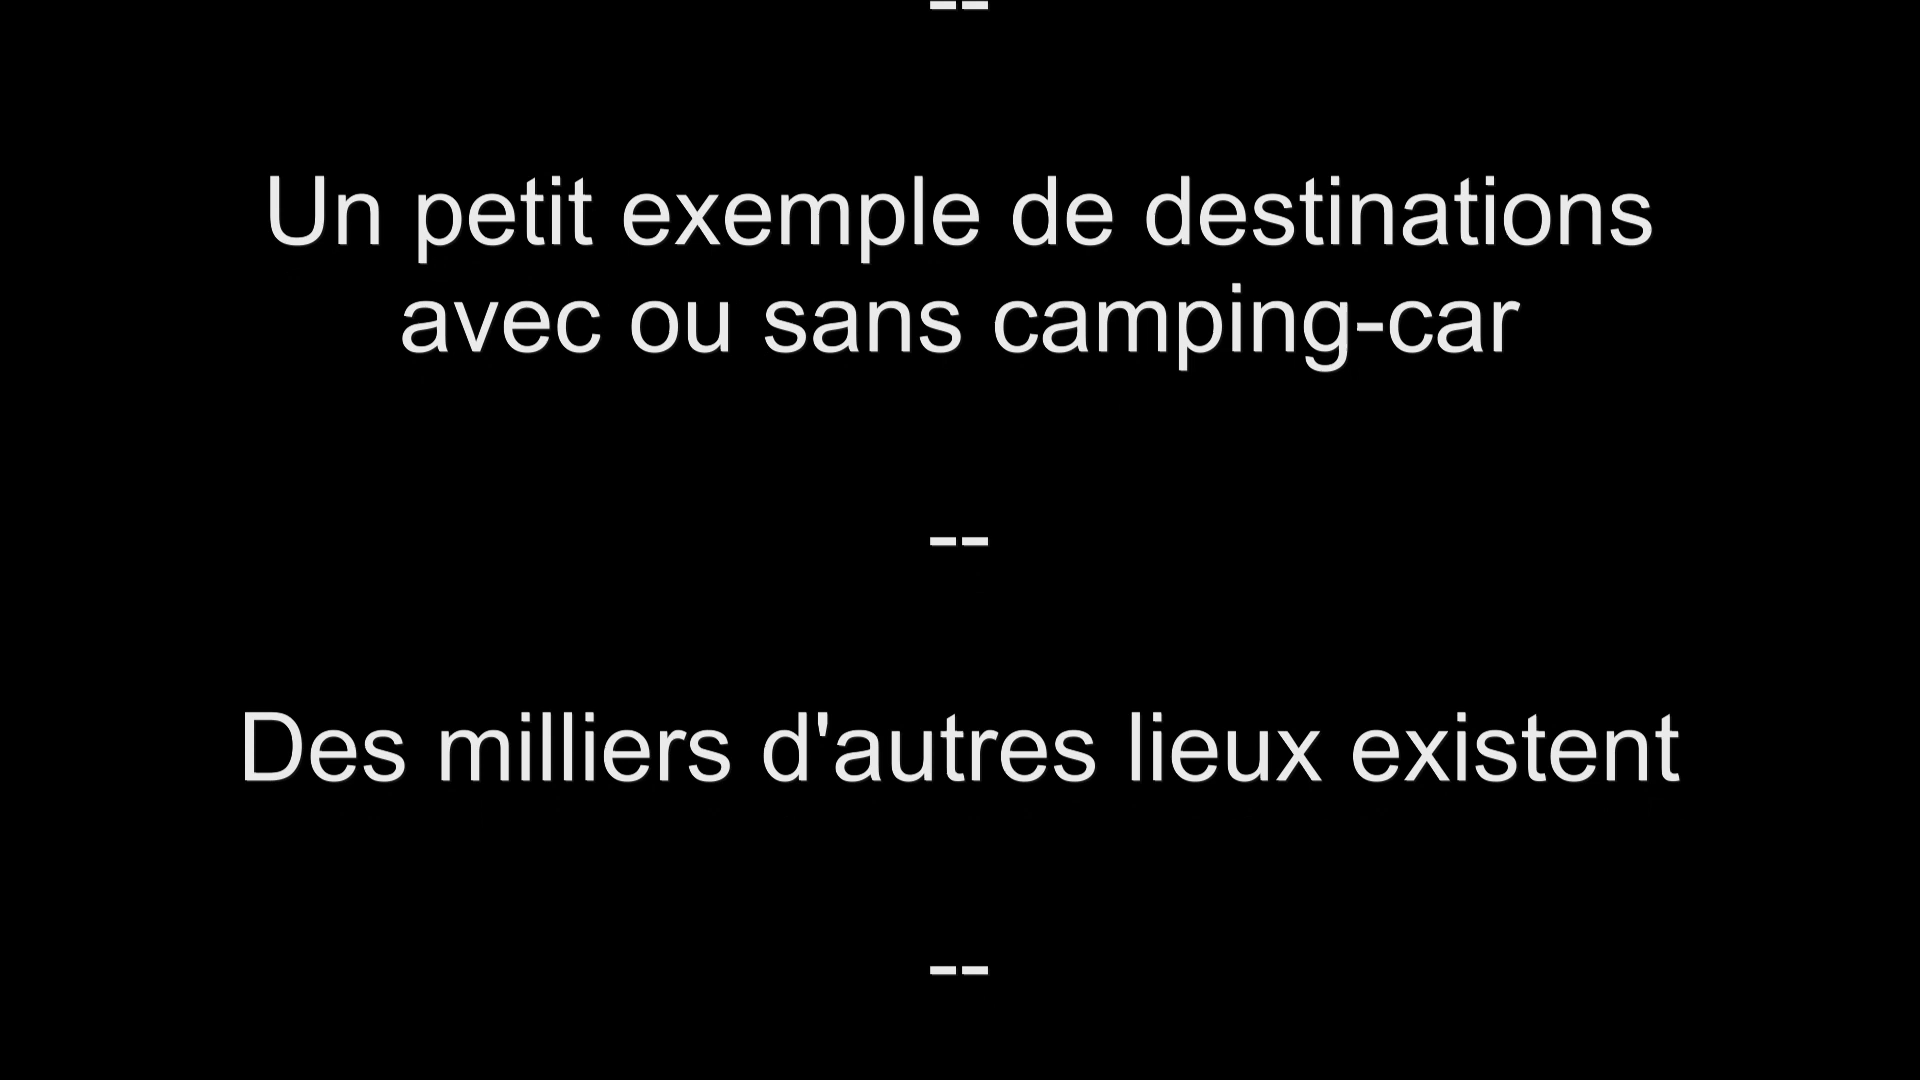 --
Un petit exemple de destinations
avec ou sans camping-car
--
Des milliers d'autres lieux existent
--